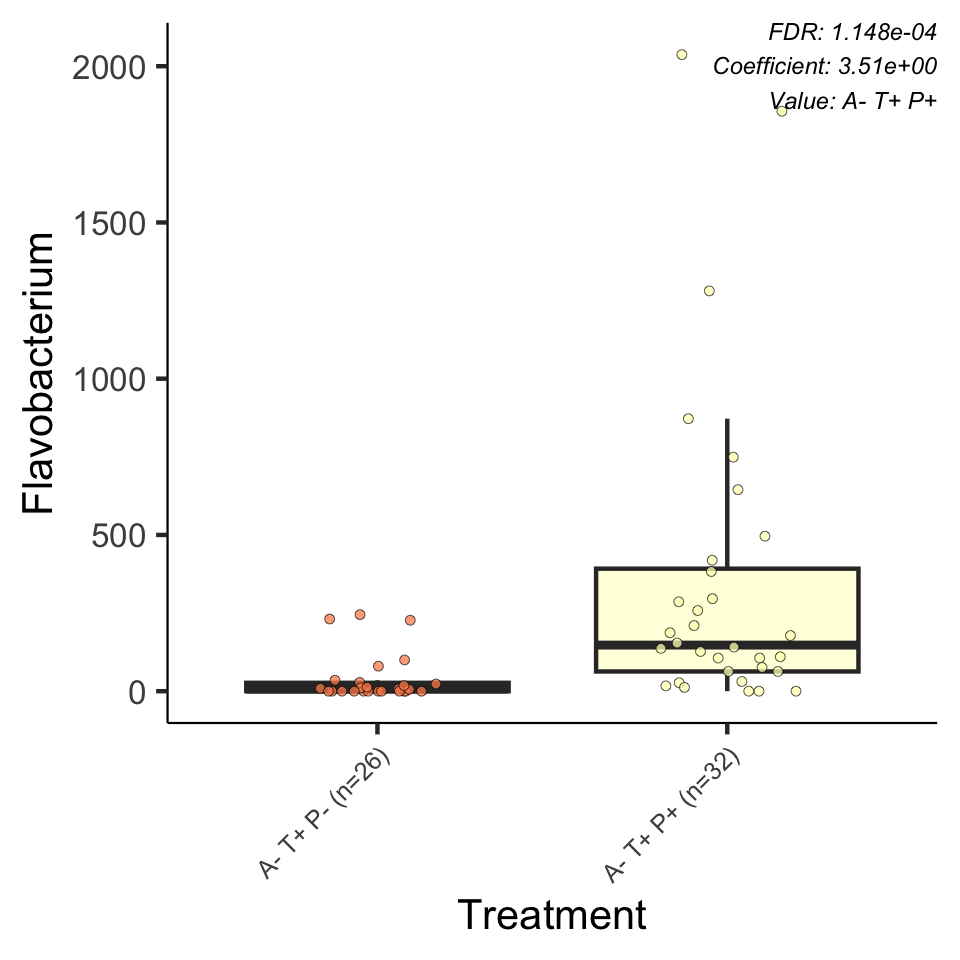 FDR: 1.148e-04
Coefficient: 3.51e+00
Value: A- T+ P+
2000
1500
1000
500
0
Flavobacterium
A- T+ P- (n=26)
A- T+ P+ (n=32)
Treatment